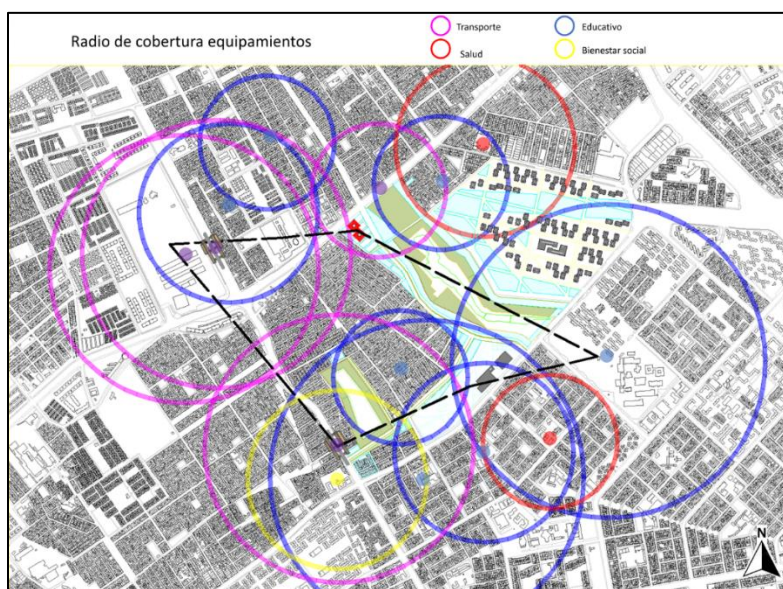 Radio de cobertura equipamientos
Transporte
Educativo
Salud
Bienestar social
N